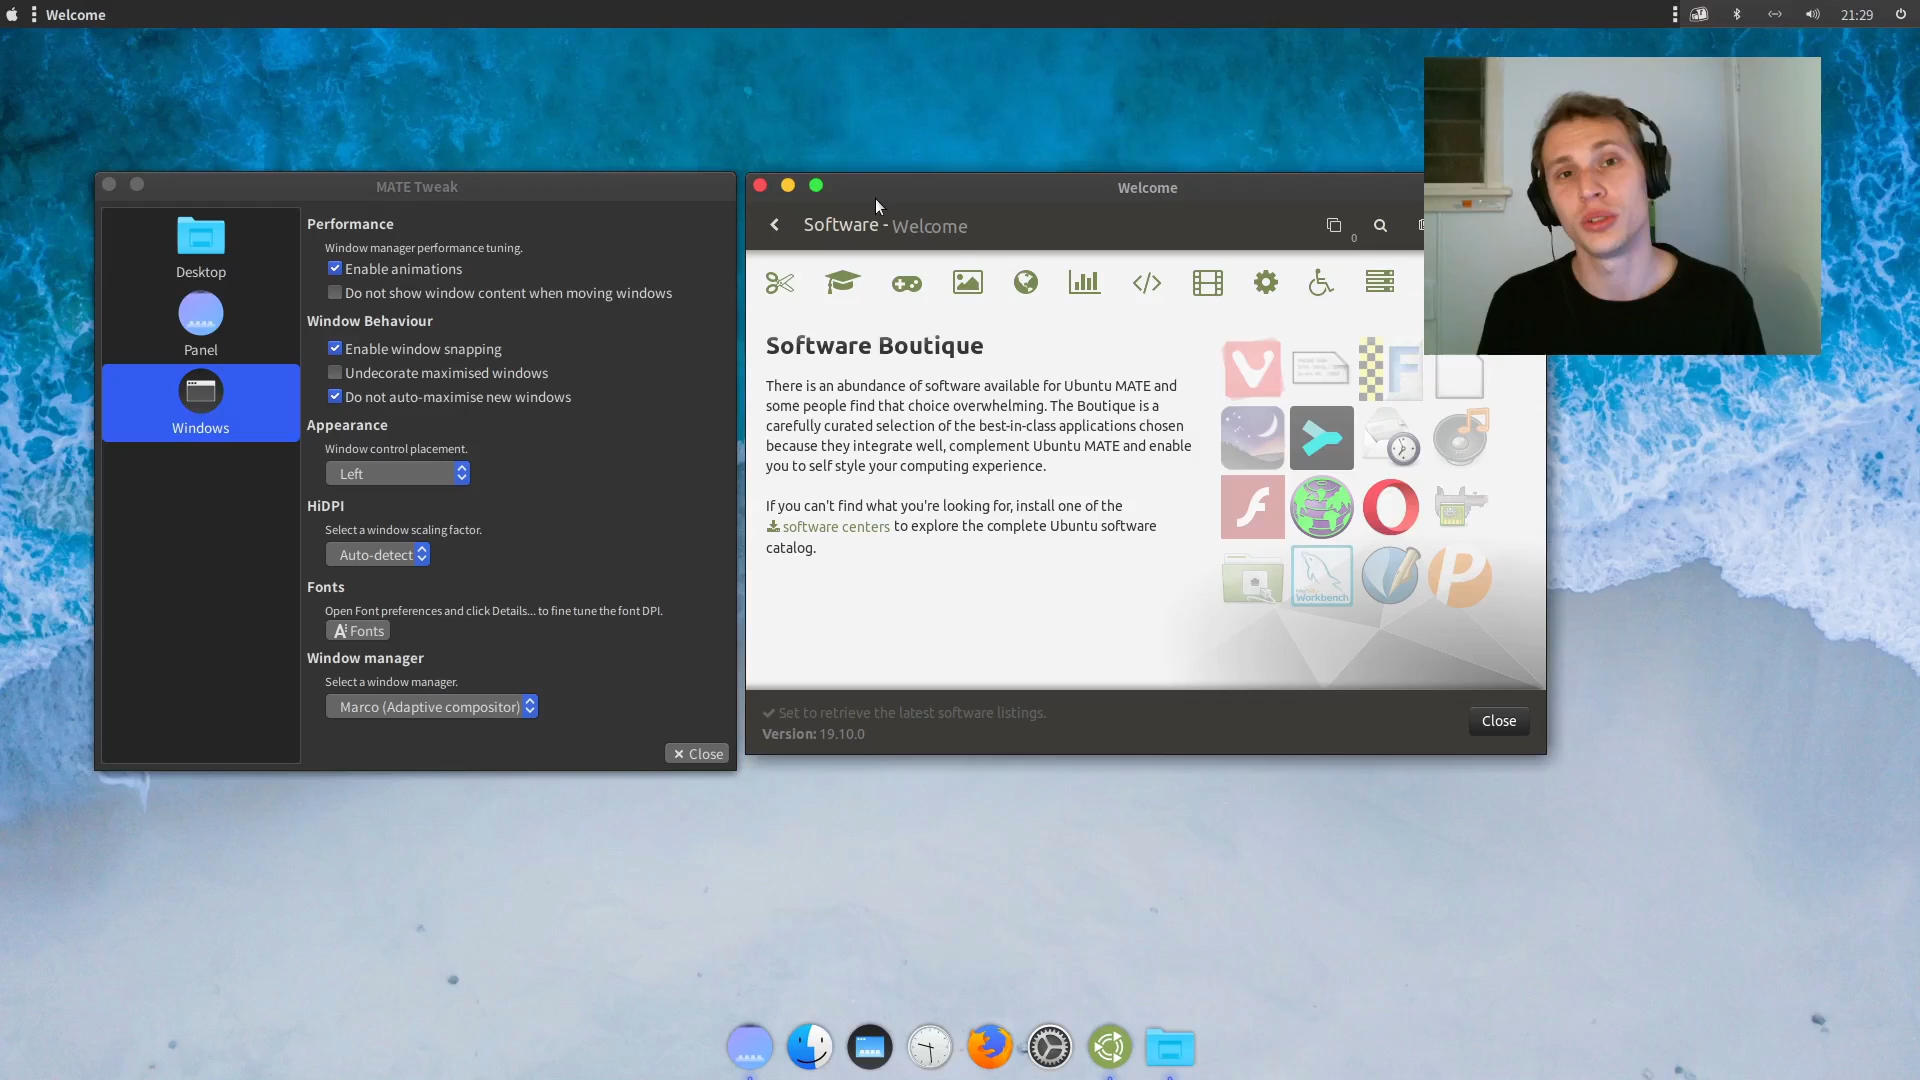 Welcome
21:29
MATE Tweak
Desktop
Panel
Windows
Performance
Window manager performance tuning.
Enable animations
Do not show window content when moving windows
Window Behaviour
Enable window snapping
Undecorate maximised windows
Do not auto-maximise new windows
Appearance
Window control placement.
Left
HiDPI
Select a window scaling factor.
Auto-detect
Fonts
Open Font preferences and click Details... to fine tune the font DPI.
Fonts
Window manager
Select a window manager.
Marco (Adaptive compositor)
Close
Welcome
Software - Welcome
0
Software Boutique
There is an abundance of software available for Ubuntu MATE and
some people find that choice overwhelming. The Boutique is a
carefully curated selection of the best-in-class applications chosen
because they integrate well, complement Ubuntu MATE and enable
you to self style your computing experience.
If you can't find what you're looking for, install one of the
software centers to explore the complete Ubuntu software
catalog.
Workbench
Set to retrieve the latest software listings.
Version: 19.10.0
Close